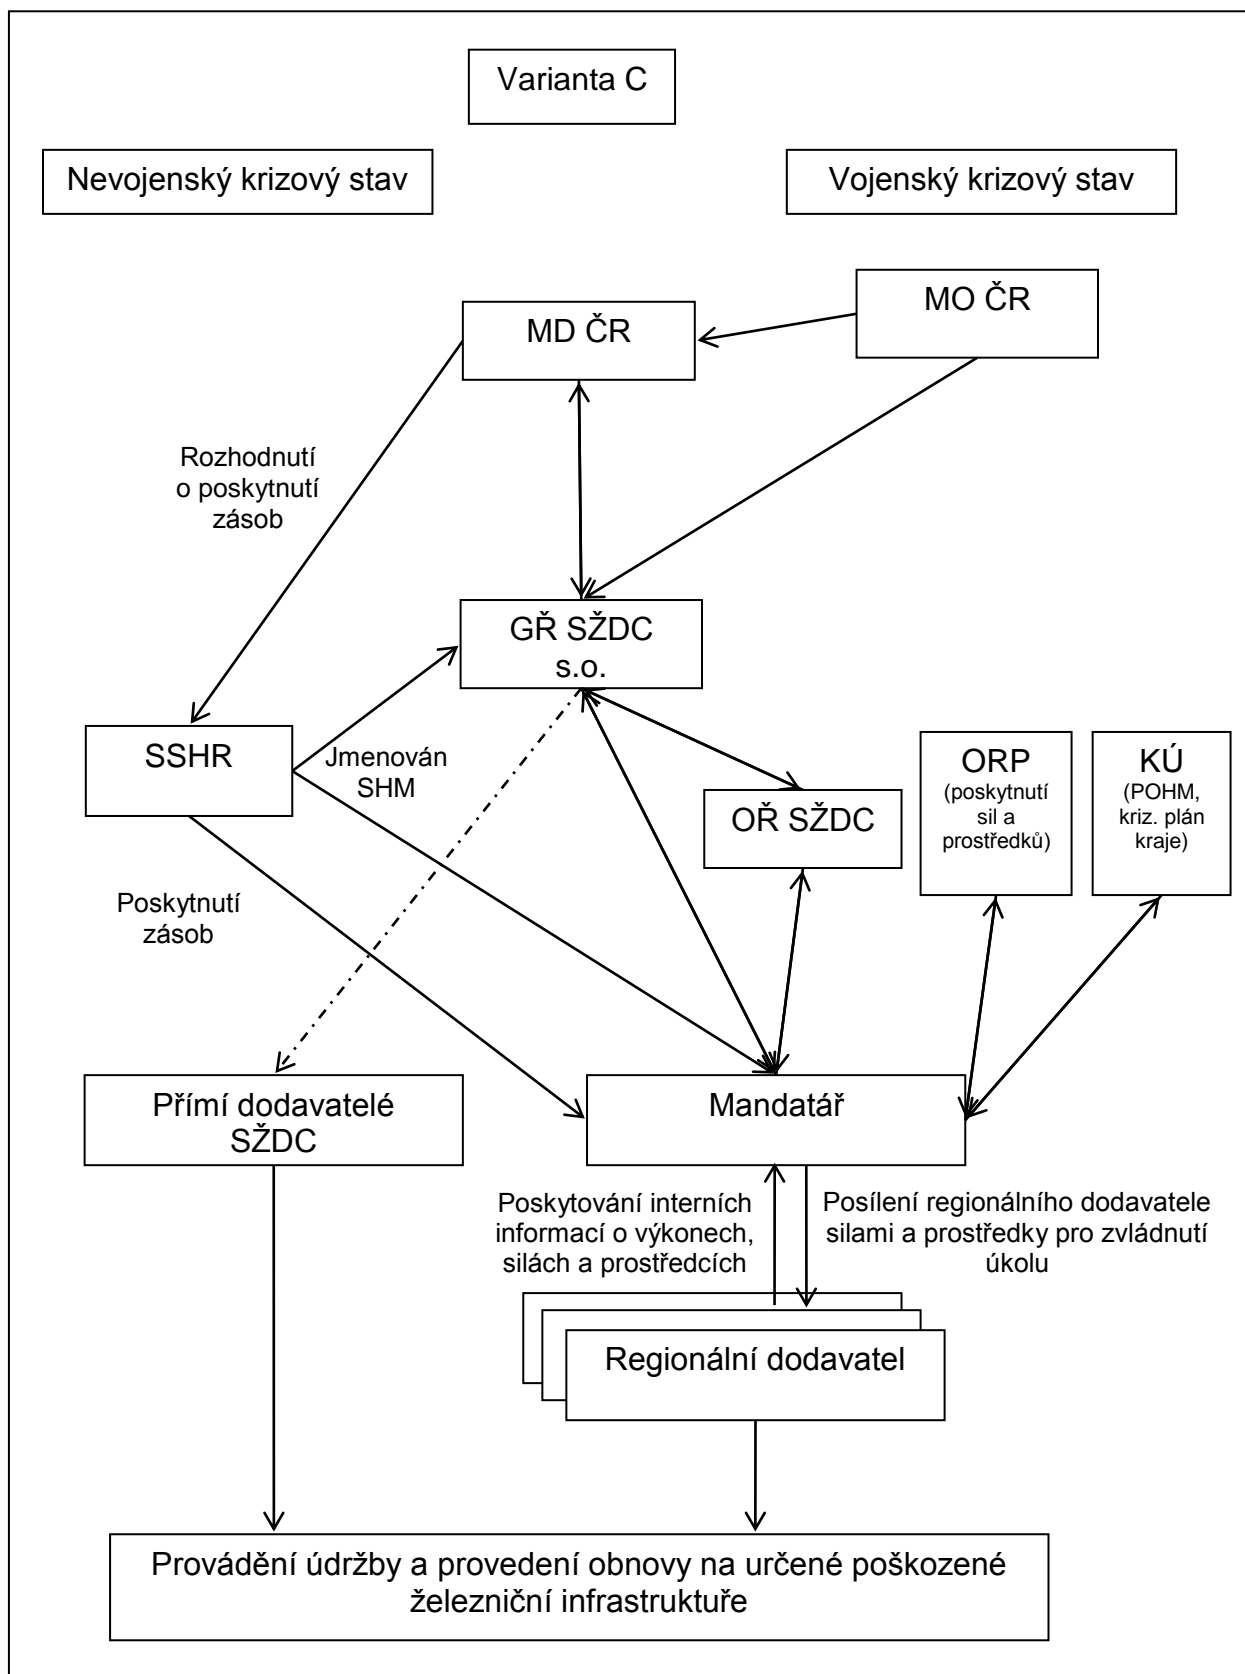 Varianta C
Nevojenský krizový stav
Vojenský krizový stav
MO ČR
MD ČR
Rozhodnutí
o poskytnutí
zásob
GŘ SŽDC
s.o.
SSHR
Jmenován
SHM
OŘ SŽDC
ORP
(poskytnutí
sil a
prostředků)
KÚ
(POHM,
kriz. plán
kraje)
Poskytnutí
zásob
Přímí dodavatelé
SŽDC
Mandatář
Poskytování interních
informací o výkonech,
silách a prostředcích
Posílení regionálního dodavatele
silami a prostředky pro zvládnutí
úkolu
Regionální dodavatel
Provádění údržby a provedení obnovy na určené poškozené
železniční infrastruktuře